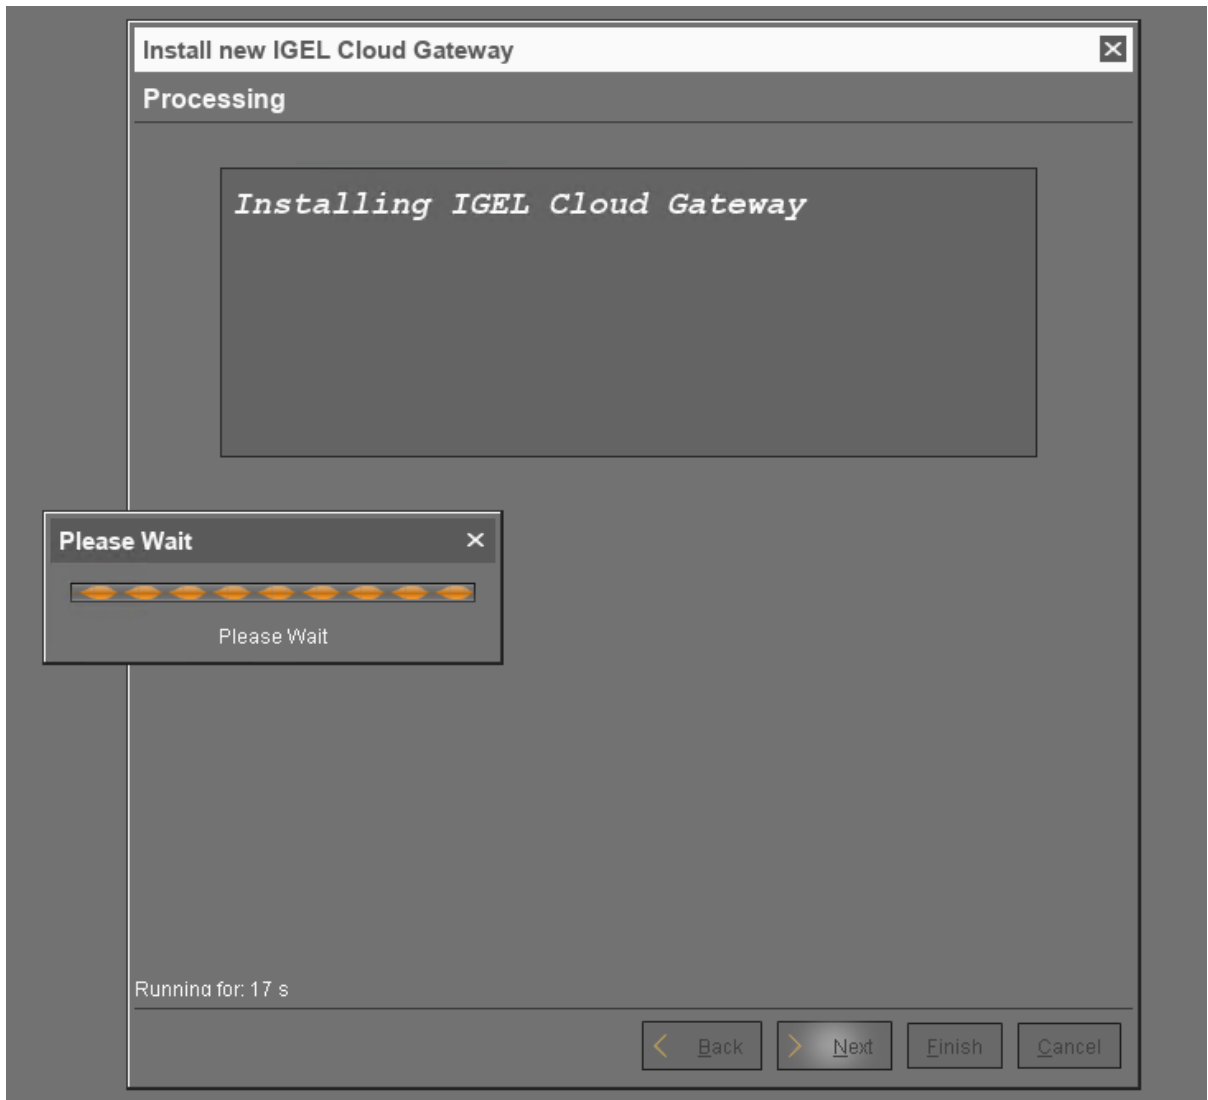 Install new IGEL Cloud Gateway
Processing
Installing IGEL Cloud Gateway
Please Wait
Please Wait
Running for: 17 s
Back
Next
Finish
Cancel